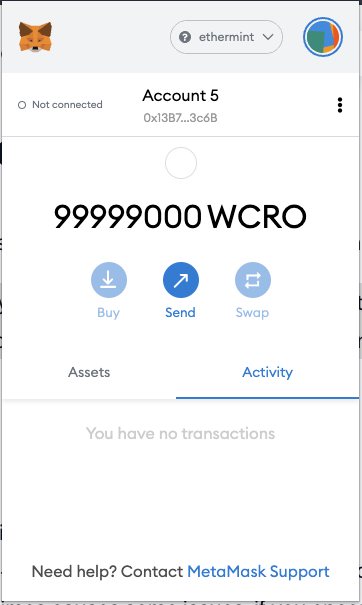 ethermint
Not connected
Account 5
0x13B7...3c6B
99999000 WCRO
Buy
Send
Swap
Assets
Activity
You have no transactions
Need help? Contact MetaMask Support